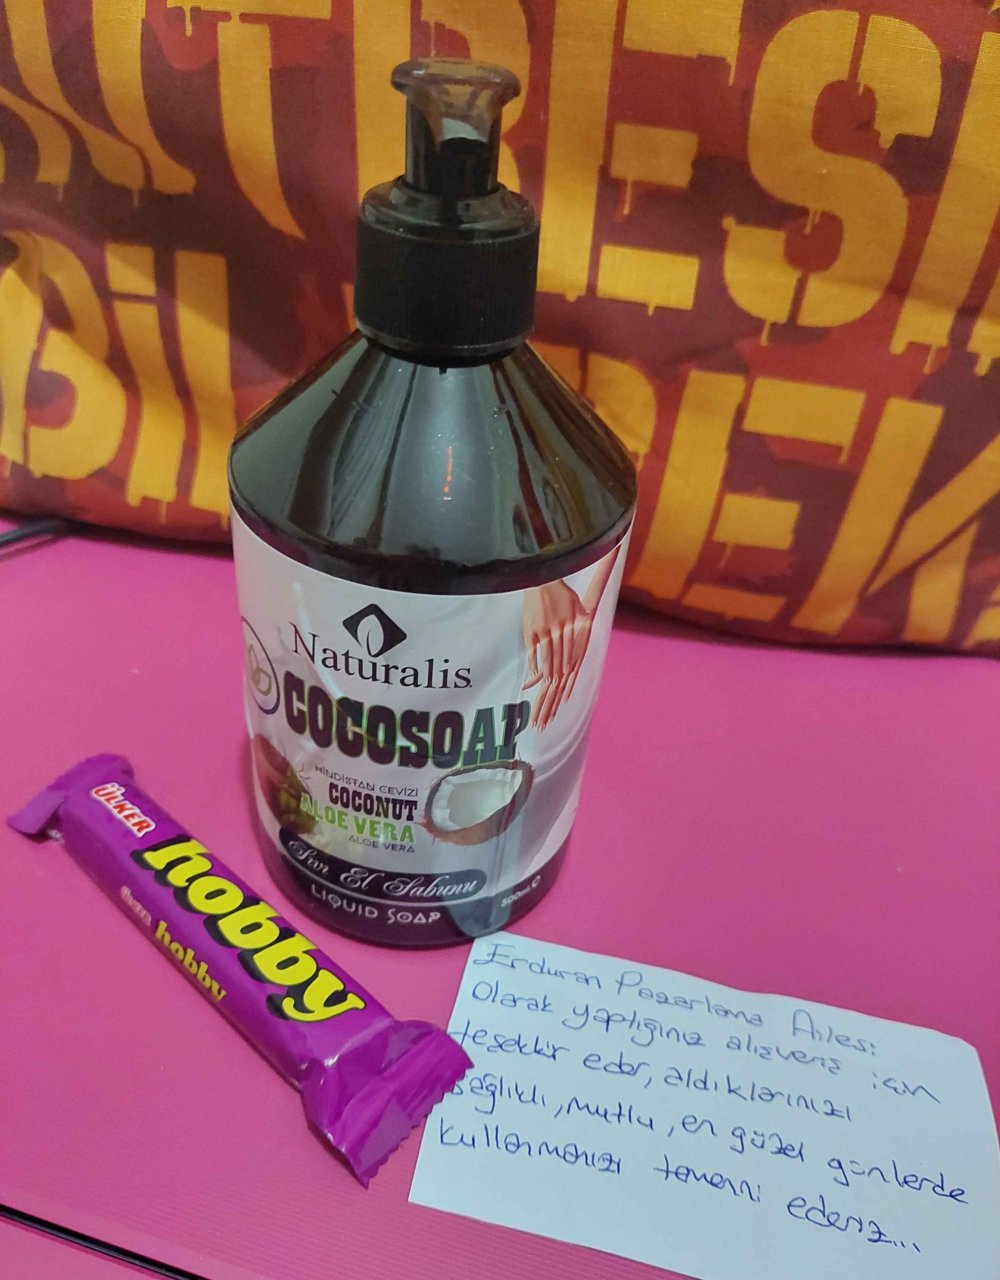 BİL
Naturalis
COCOSOAP
HİNDİSTAN CEVİZİ
COCONUT
ALOE VERA
ALOE VERA
Sıvı El Sabunu
LIQUID SOAP
500mL e
ÜLKER
hobby
hobby
Erduran Pazarlama Ailesi
Olarak yaptığınız alışveriş için
teşekkür eder, aldıklarınızı
sağlıklı, mutlu, en güzel günlerde
kullanmanızı temenni ederiz...